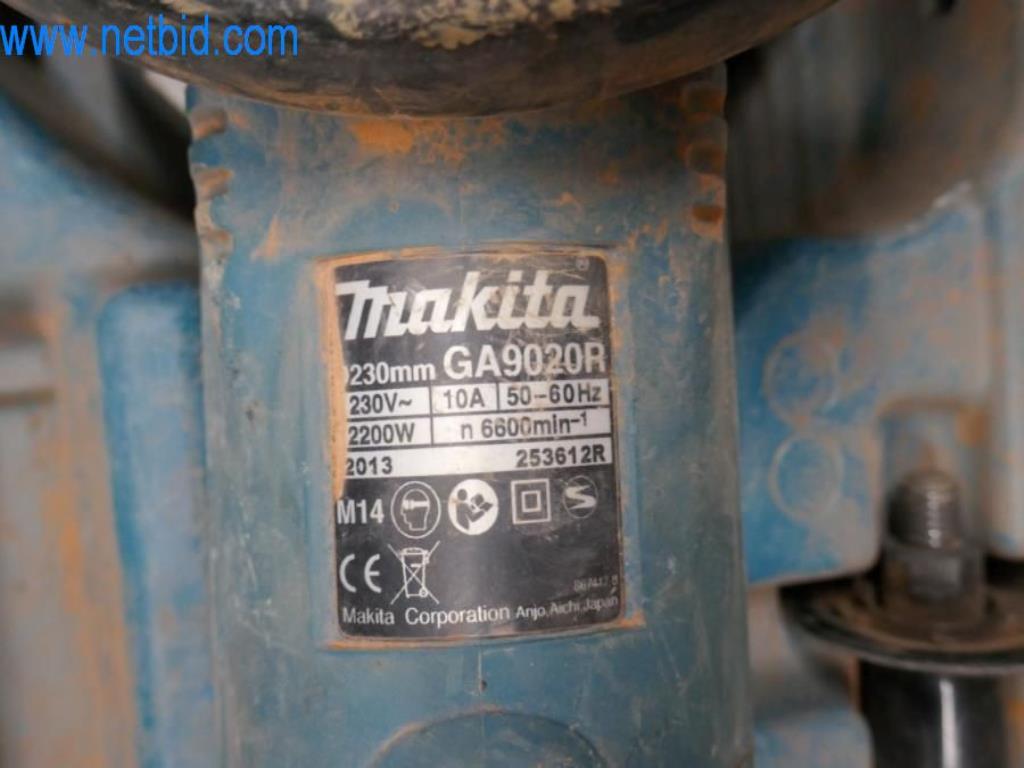 www.netbid.com
makita®
230mm GA9020R
230V~ 10A 50-60Hz
2200W n 6600min-1
2013 253612R
M14
CE
Makita Corporation Anjo, Aichi, Japan